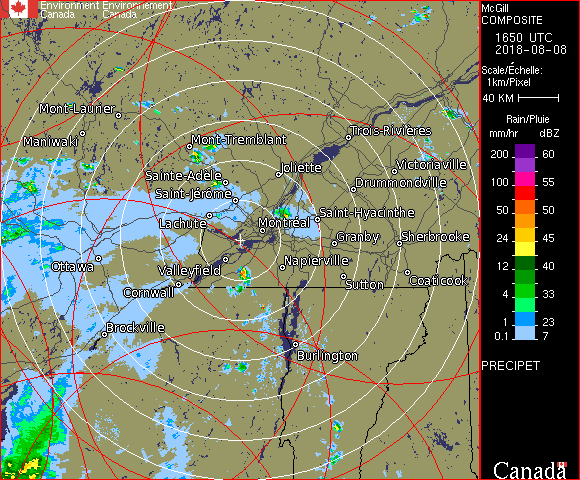 Environment Environnement
Canada Canada
McGill
COMPOSITE
1650 UTC
2018-08-08
Scale/Échelle:
1km/Pixel
40 KM
Rain/Pluie
mm/hr dBZ
200 60
100 55
50 50
24 45
12 40
4 33
1 23
0.1 7
PRECIPET
Canada
Mont-Laurier
Maniwaki
Mont-Tremblant
Trois-Rivières
Joliette
Victoriaville
Sainte-Adèle
Drummondville
Saint-Jérôme
Saint-Hyacinthe
Lachute
Montréal
Granby
Sherbrooke
Ottawa
Valleyfield
Napierville
Cornwall
Sutton
Coaticook
Brockville
Burlington